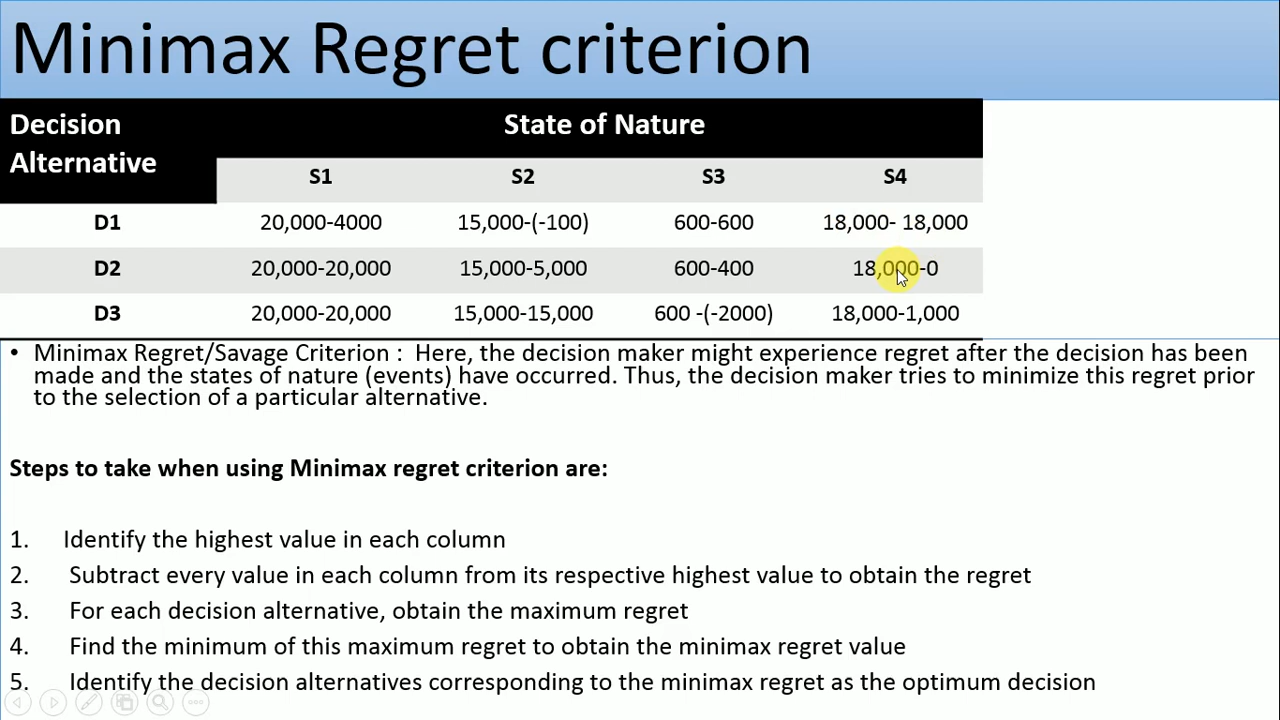 Minimax Regret criterion
Decision Alternative State of Nature
S1 S2 S3 S4
D1 20,000-4000 15,000-(-100) 600-600 18,000- 18,000
D2 20,000-20,000 15,000-5,000 600-400 18,000-0
D3 20,000-20,000 15,000-15,000 600 -(-2000) 18,000-1,000
• Minimax Regret/Savage Criterion : Here, the decision maker might experience regret after the decision has been
made and the states of nature (events) have occurred. Thus, the decision maker tries to minimize this regret prior
to the selection of a particular alternative.
Steps to take when using Minimax regret criterion are:
1. Identify the highest value in each column
2. Subtract every value in each column from its respective highest value to obtain the regret
3. For each decision alternative, obtain the maximum regret
4. Find the minimum of this maximum regret to obtain the minimax regret value
5. Identify the decision alternatives corresponding to the minimax regret as the optimum decision